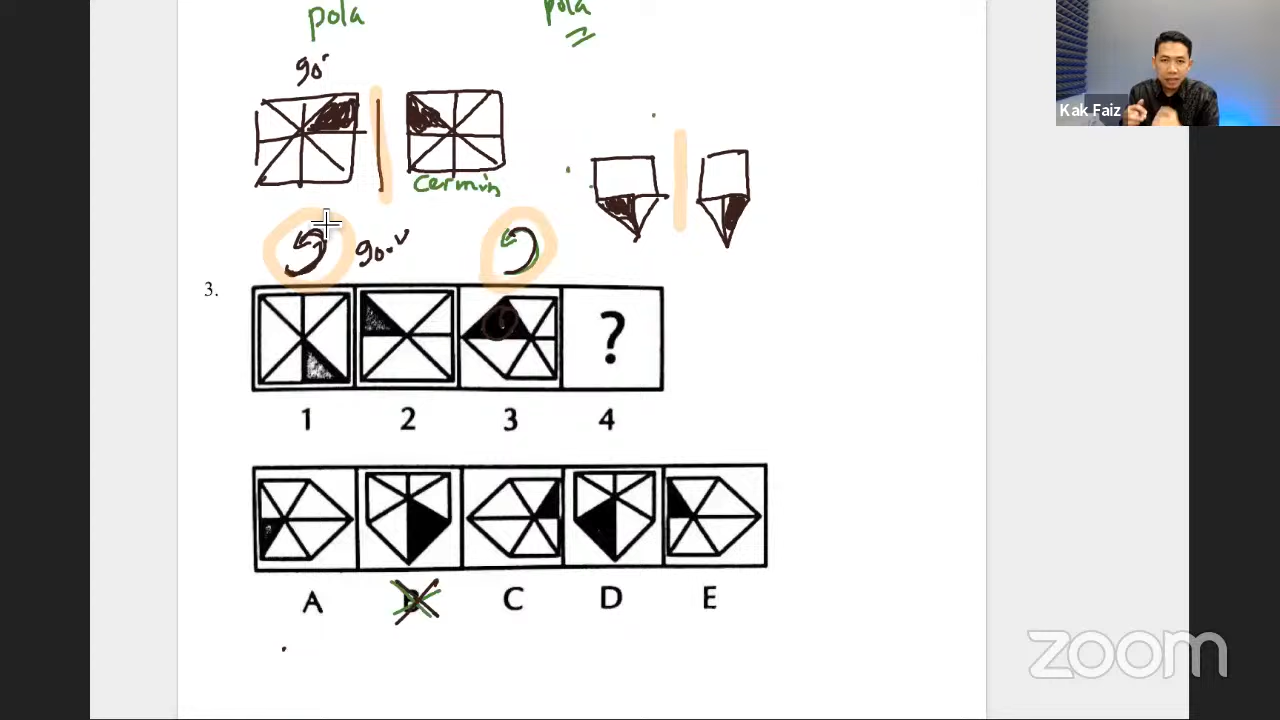 pola
pola
90°
cermin
Kak Faiz
90°
3.
?
1 2 3 4
A B C D E
zoom